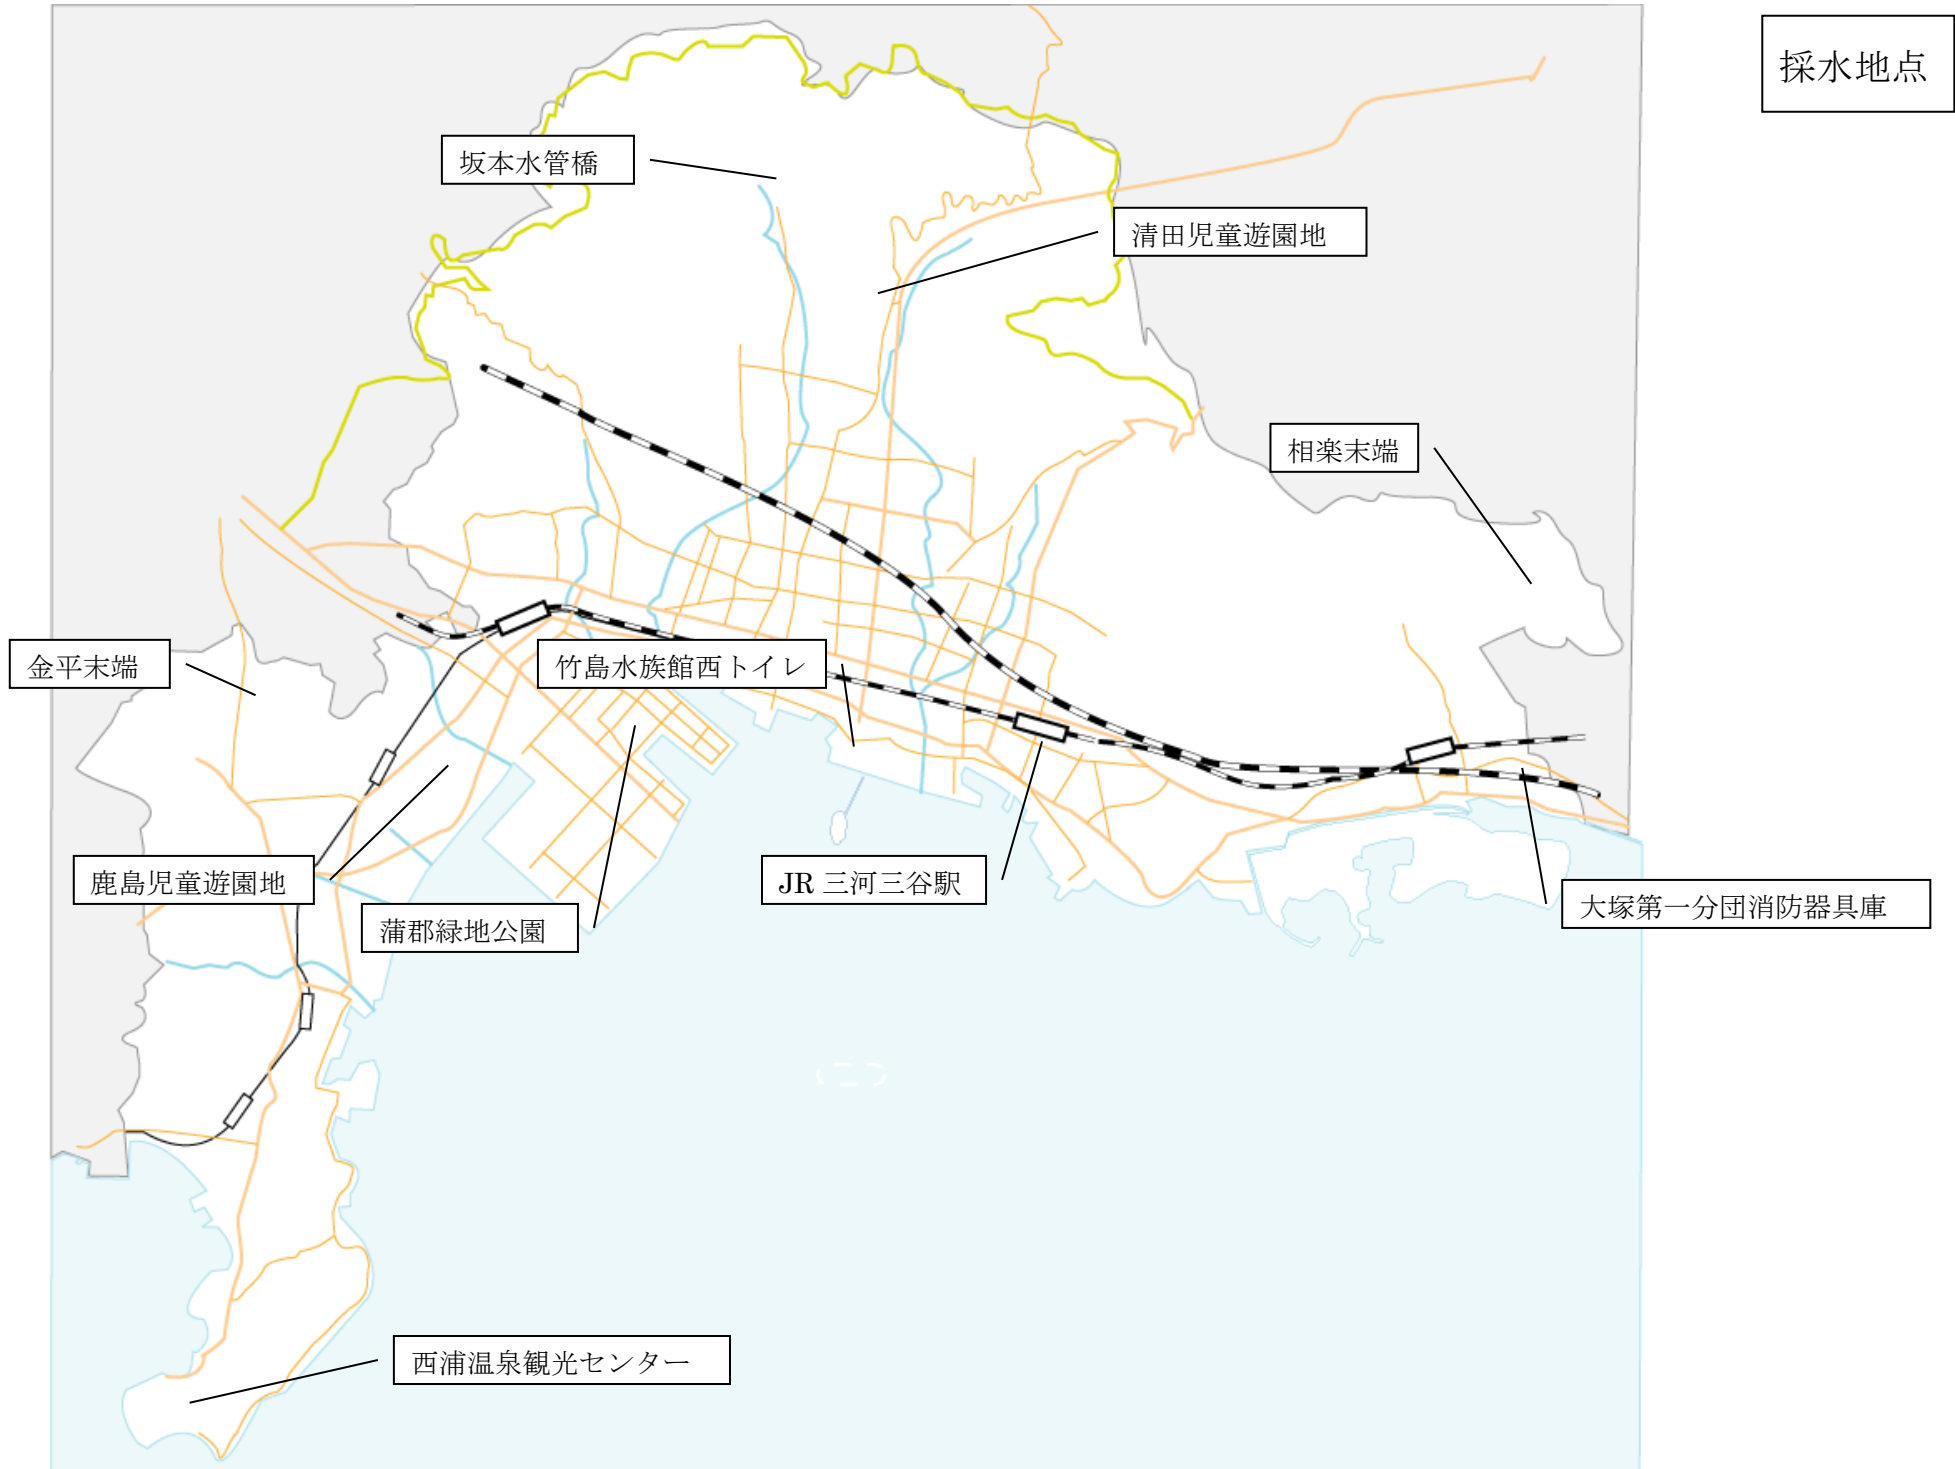 採水地点
坂本水管橋
清田児童遊園地
相楽末端
金平末端
竹島水族館西トイレ
鹿島児童遊園地
JR 三河三谷駅
大塚第一分団消防器具庫
蒲郡緑地公園
西浦温泉観光センター